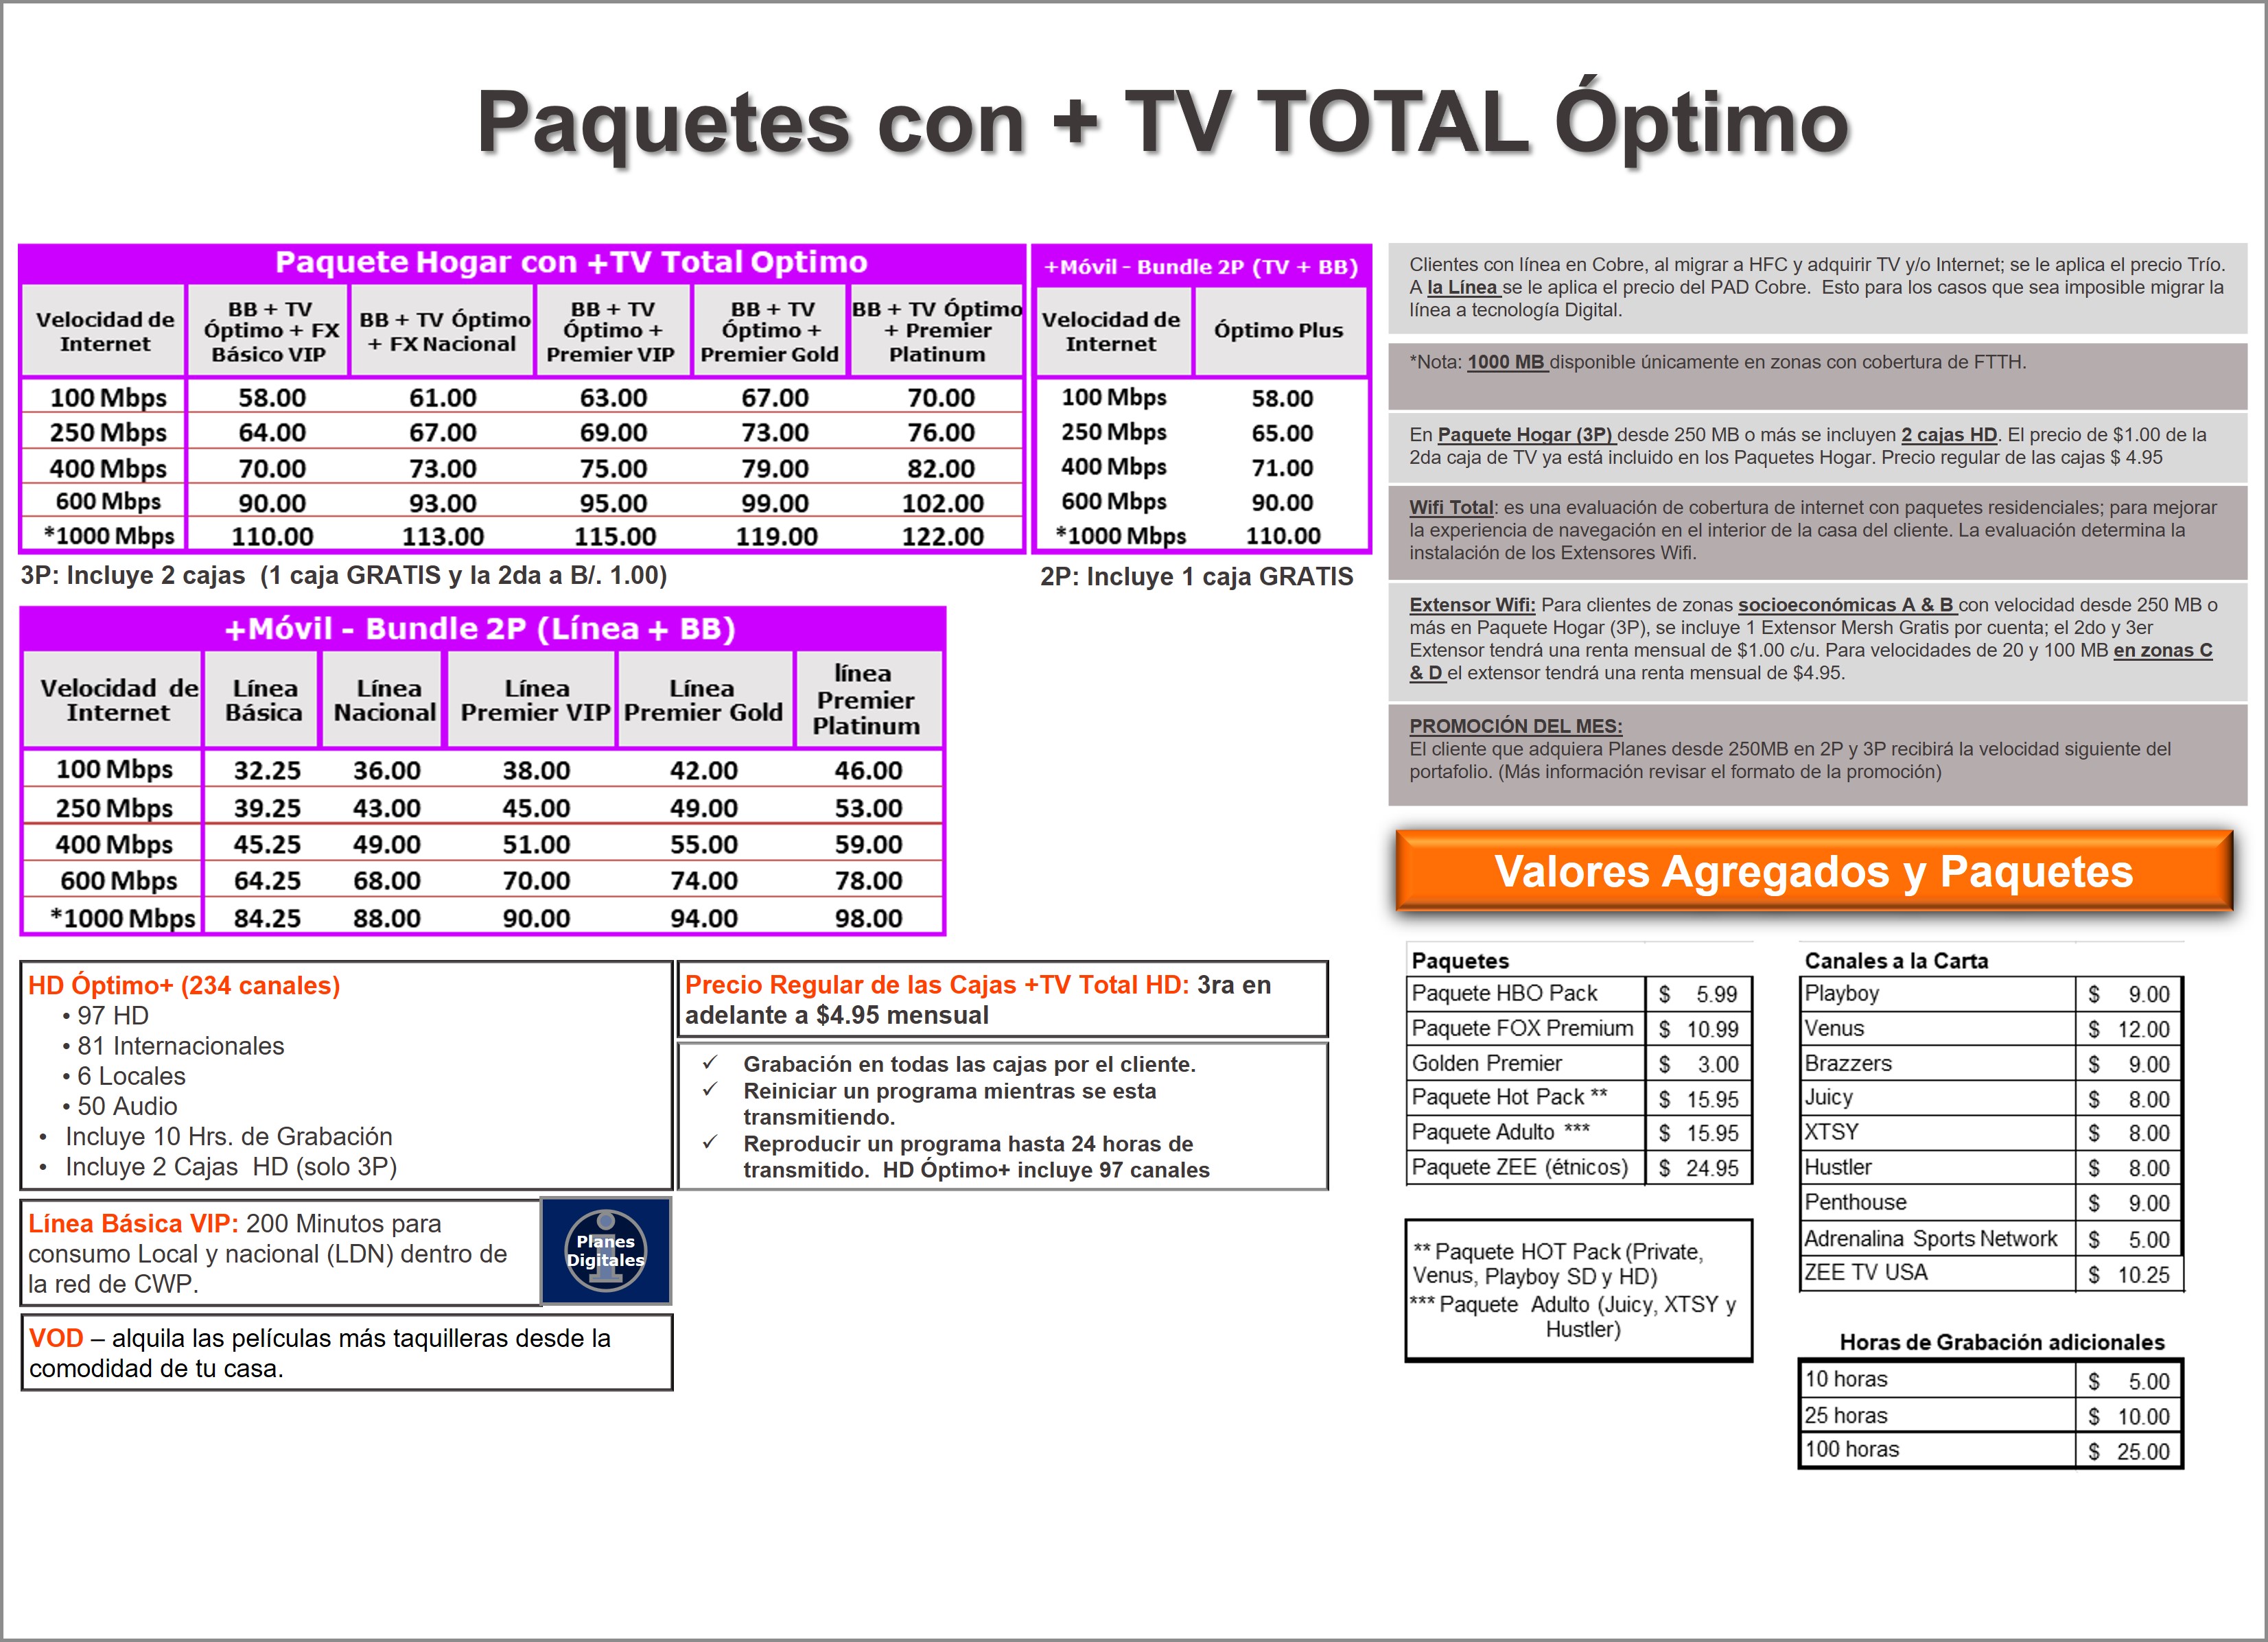 Paquetes con + TV TOTAL Óptimo
Paquete Hogar con +TV Total Optimo
Velocidad de Internet | BB + TV Óptimo + FX Básico VIP | BB + TV Óptimo + FX Nacional | BB + TV Óptimo + Premier VIP | BB + TV Óptimo + Premier Gold | BB + TV Óptimo + Premier Platinum
100 Mbps 58.00 61.00 63.00 67.00 70.00
250 Mbps 64.00 67.00 69.00 73.00 76.00
400 Mbps 70.00 73.00 75.00 79.00 82.00
600 Mbps 90.00 93.00 95.00 99.00 102.00
*1000 Mbps 110.00 113.00 115.00 119.00 122.00
3P: Incluye 2 cajas (1 caja GRATIS y la 2da a B/. 1.00)
+Móvil - Bundle 2P (TV + BB)
Velocidad de Internet | Óptimo Plus
100 Mbps 58.00
250 Mbps 65.00
400 Mbps 71.00
600 Mbps 90.00
*1000 Mbps 110.00
2P: Incluye 1 caja GRATIS
+Móvil - Bundle 2P (Línea + BB)
Velocidad de Internet | Línea Básica | Línea Nacional | Línea Premier VIP | Línea Premier Gold | línea Premier Platinum
100 Mbps 32.25 36.00 38.00 42.00 46.00
250 Mbps 39.25 43.00 45.00 49.00 53.00
400 Mbps 45.25 49.00 51.00 55.00 59.00
600 Mbps 64.25 68.00 70.00 74.00 78.00
*1000 Mbps 84.25 88.00 90.00 94.00 98.00
HD Óptimo+ (234 canales)
• 97 HD
• 81 Internacionales
• 6 Locales
• 50 Audio
• Incluye 10 Hrs. de Grabación
• Incluye 2 Cajas HD (solo 3P)
Precio Regular de las Cajas +TV Total HD: 3ra en
adelante a $4.95 mensual
✓ Grabación en todas las cajas por el cliente.
✓ Reiniciar un programa mientras se esta
transmitiendo.
✓ Reproducir un programa hasta 24 horas de
transmitido. HD Óptimo+ incluye 97 canales
Línea Básica VIP: 200 Minutos para
consumo Local y nacional (LDN) dentro de
la red de CWP.
Planes
Digitales
VOD – alquila las películas más taquilleras desde la
comodidad de tu casa.
Clientes con línea en Cobre, al migrar a HFC y adquirir TV y/o Internet; se le aplica el precio Trío.
A la Línea se le aplica el precio del PAD Cobre. Esto para los casos que sea imposible migrar la
línea a tecnología Digital.
*Nota: 1000 MB disponible únicamente en zonas con cobertura de FTTH.
En Paquete Hogar (3P) desde 250 MB o más se incluyen 2 cajas HD. El precio de $1.00 de la
2da caja de TV ya está incluido en los Paquetes Hogar. Precio regular de las cajas $ 4.95
Wifi Total: es una evaluación de cobertura de internet con paquetes residenciales; para mejorar
la experiencia de navegación en el interior de la casa del cliente. La evaluación determina la
instalación de los Extensores Wifi.
Extensor Wifi: Para clientes de zonas socioeconómicas A & B con velocidad desde 250 MB o
más en Paquete Hogar (3P), se incluye 1 Extensor Mersh Gratis por cuenta; el 2do y 3er
Extensor tendrá una renta mensual de $1.00 c/u. Para velocidades de 20 y 100 MB en zonas C
& D el extensor tendrá una renta mensual de $4.95.
PROMOCIÓN DEL MES:
El cliente que adquiera Planes desde 250MB en 2P y 3P recibirá la velocidad siguiente del
portafolio. (Más información revisar el formato de la promoción)
Valores Agregados y Paquetes
Paquetes
Paquete HBO Pack $ 5.99
Paquete FOX Premium $ 10.99
Golden Premier $ 3.00
Paquete Hot Pack ** $ 15.95
Paquete Adulto *** $ 15.95
Paquete ZEE (étnicos) $ 24.95
** Paquete HOT Pack (Private,
Venus, Playboy SD y HD)
*** Paquete Adulto (Juicy, XTSY y
Hustler)
Canales a la Carta
Playboy $ 9.00
Venus $ 12.00
Brazzers $ 9.00
Juicy $ 8.00
XTSY $ 8.00
Hustler $ 8.00
Penthouse $ 9.00
Adrenalina Sports Network $ 5.00
ZEE TV USA $ 10.25
Horas de Grabación adicionales
10 horas $ 5.00
25 horas $ 10.00
100 horas $ 25.00